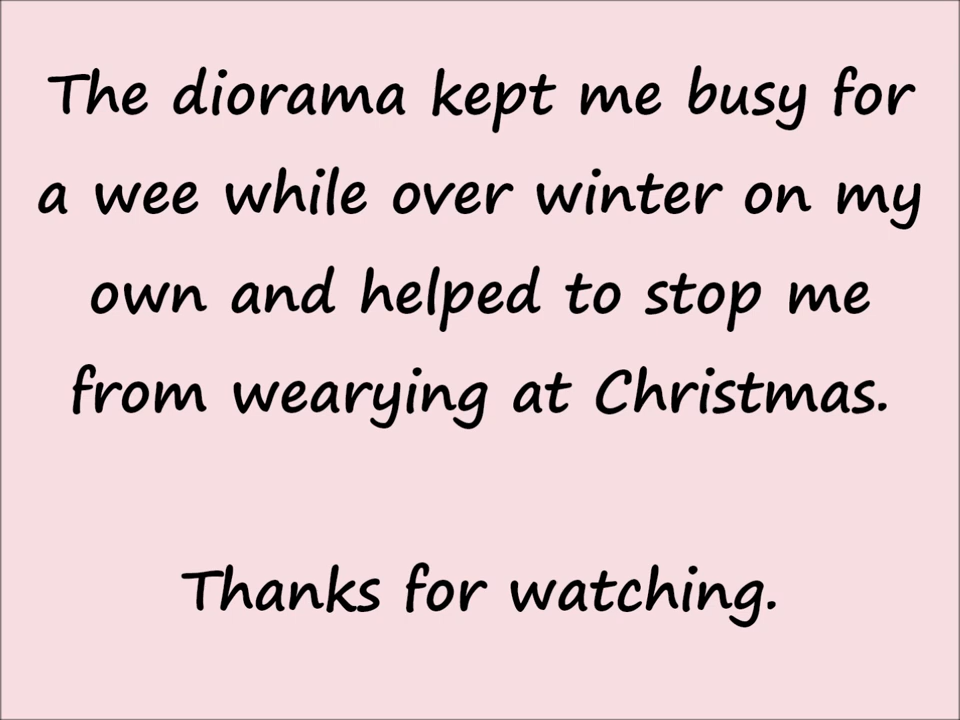 The diorama kept me busy for
a wee while over winter on my
own and helped to stop me
from wearying at Christmas.
Thanks for watching.